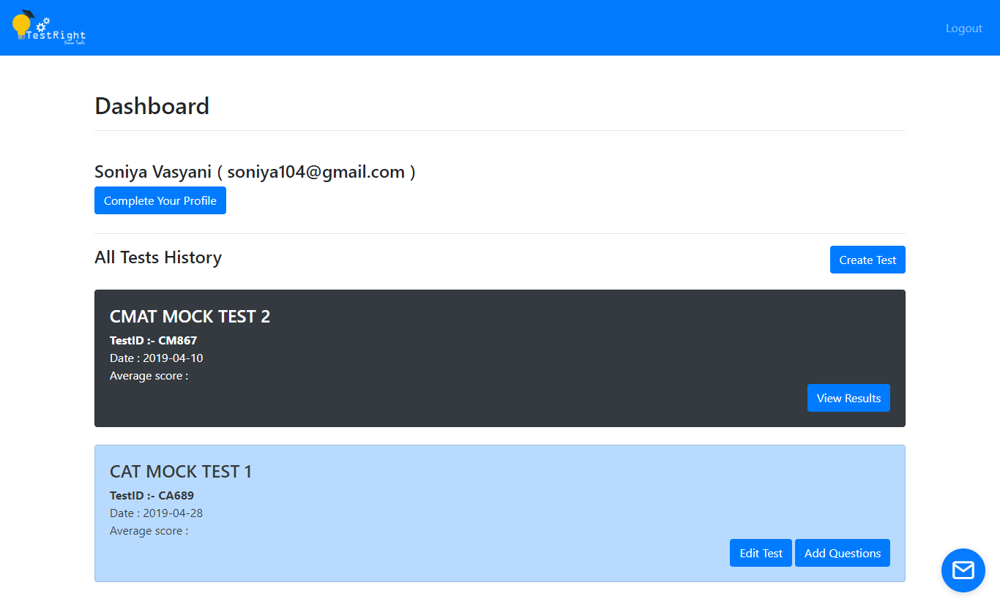 TestRight
Exam Tools
Logout
Dashboard
Soniya Vasyani ( soniya104@gmail.com )
Complete Your Profile
All Tests History
Create Test
CMAT MOCK TEST 2
TestID :- CM867
Date : 2019-04-10
Average score :
View Results
CAT MOCK TEST 1
TestID :- CA689
Date : 2019-04-28
Average score :
Edit Test Add Questions